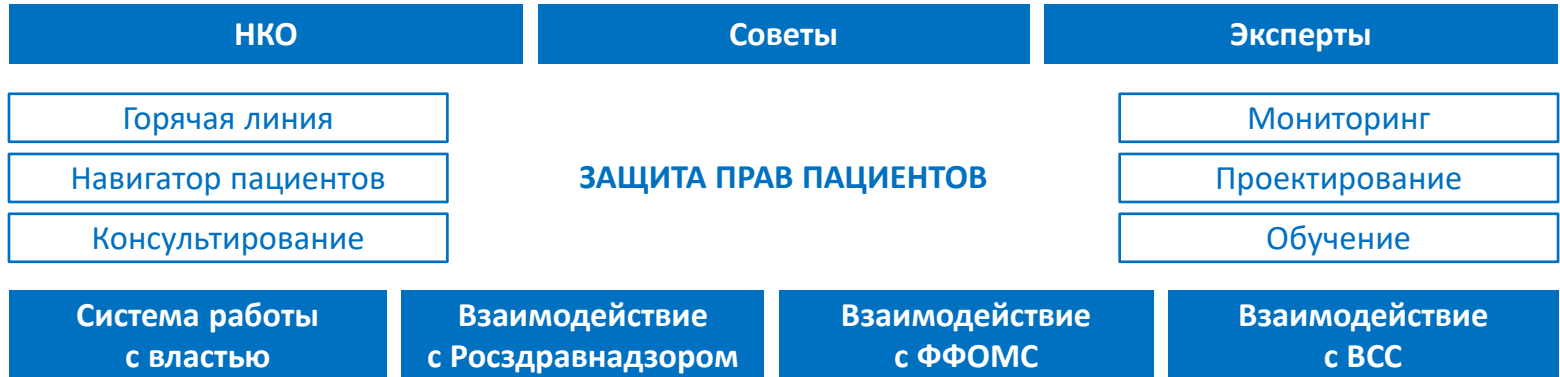 НКО
Советы
Эксперты
Горячая линия
Навигатор пациентов
Консультирование
ЗАЩИТА ПРАВ ПАЦИЕНТОВ
Мониторинг
Проектирование
Обучение
Система работы
с властью
Взаимодействие
с Росздравнадзором
Взаимодействие
с ФФОМС
Взаимодействие
с ВСС